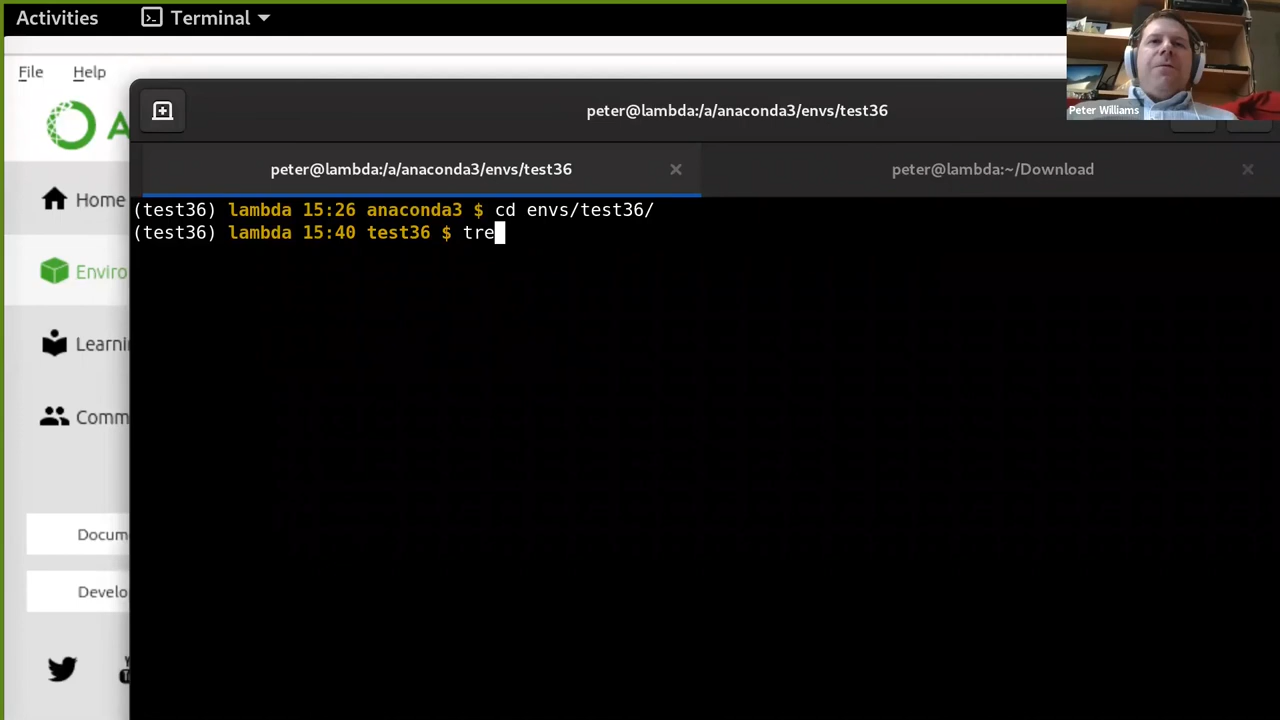 Activities
Terminal
File Help
Peter Williams
peter@lambda:/a/anaconda3/envs/test36
peter@lambda:/a/anaconda3/envs/test36
peter@lambda:~/Download
(test36) lambda 15:26 anaconda3 $ cd envs/test36/
(test36) lambda 15:40 test36 $ tre
A
Home
Enviro
Learni
Comm
Docum
Develo